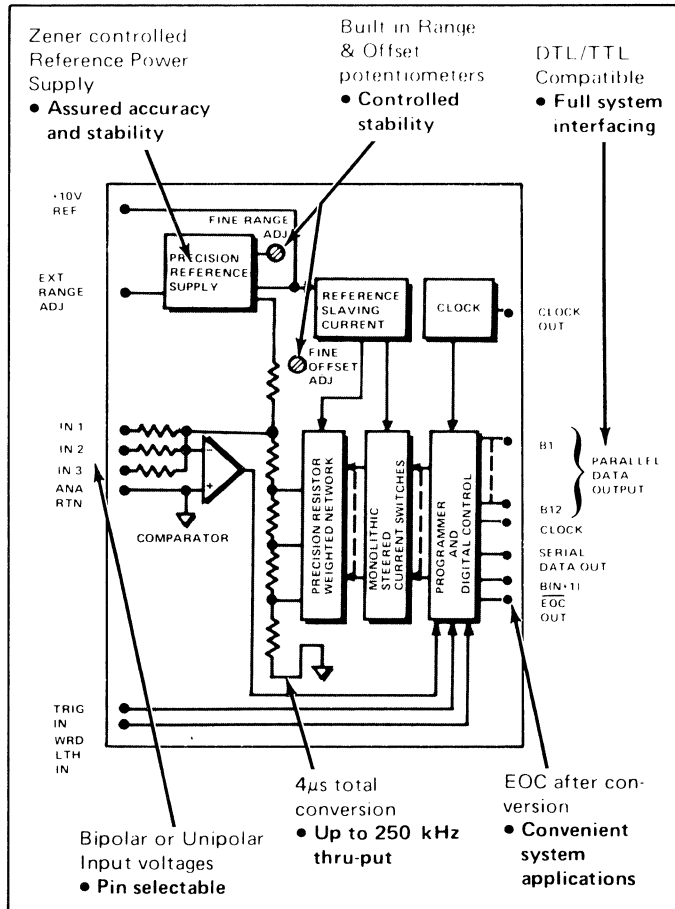 Zener controlled
Reference Power
Supply
● Assured accuracy
and stability
Built in Range
& Offset
potentiometers
● Controlled
stability
DTL/TTL
Compatible
● Full system
interfacing
+10V
REF
FINE RANGE
ADJ
PRECISION
REFERENCE
SUPPLY
EXT
RANGE
ADJ
REFERENCE
SLAVING
CURRENT
CLOCK
CLOCK
OUT
FINE
OFFSET
ADJ
IN 1
IN 2
IN 3
ANA
RTN
-
+
COMPARATOR
PRECISION RESISTOR
WEIGHTED NETWORK
MONOLITHIC
STEERED
CURRENT SWITCHES
PROGRAMMER
AND
DIGITAL CONTROL
B1
PARALLEL
DATA
OUTPUT
B12
CLOCK
SERIAL
DATA OUT
B(N+1)
EOC
OUT
TRIG
IN
WRD
LTH
IN
4μs total
conversion
● Up to 250 kHz
thru-put
EOC after con-
version
● Convenient
system
applications
Bipolar or Unipolar
Input voltages
● Pin selectable